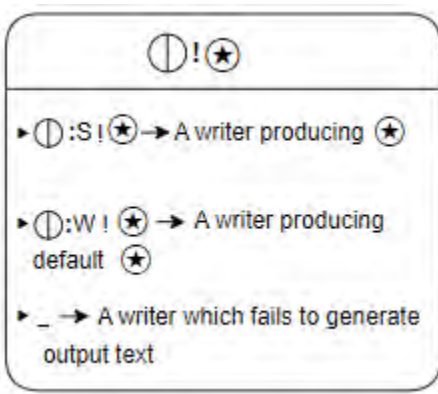 ⦶!⍟
▸⦶:S!⍟→ A writer producing ⍟
▸⦶:W ! ⍟ → A writer producing
default ⍟
▸ _ → A writer which fails to generate
output text